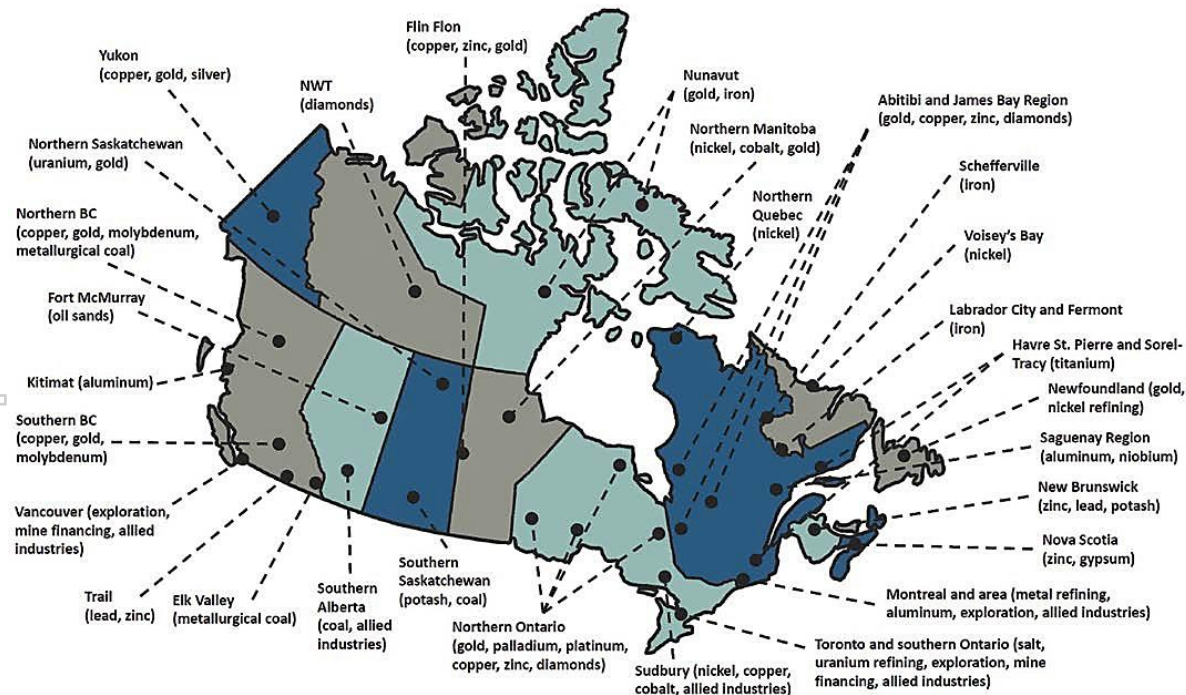 Flin Flon
(copper, zinc, gold)
Yukon
(copper, gold, silver)
NWT
(diamonds)
Nunavut
(gold, iron)
Abitibi and James Bay Region
(gold, copper, zinc, diamonds)
Northern Saskatchewan
(uranium, gold)
Northern Manitoba
(nickel, cobalt, gold)
Schefferville
(iron)
Northern BC
(copper, gold, molybdenum,
metallurgical coal)
Northern
Quebec
(nickel)
Voisey's Bay
(nickel)
Fort McMurray
(oil sands)
Labrador City and Fermont
(iron)
Havre St. Pierre and Sorel-
Tracy (titanium)
Kitimat (aluminum)
Newfoundland (gold,
nickel refining)
Southern BC
(copper, gold,
molybdenum)
Saguenay Region
(aluminum, niobium)
New Brunswick
(zinc, lead, potash)
Vancouver (exploration,
mine financing, allied
industries)
Nova Scotia
(zinc, gypsum)
Trail
(lead, zinc)
Elk Valley
(metallurgical coal)
Southern
Alberta
(coal, allied
industries)
Southern
Saskatchewan
(potash, coal)
Northern Ontario
(gold, palladium, platinum,
copper, zinc, diamonds)
Sudbury (nickel, copper,
cobalt, allied industries)
Montreal and area (metal refining,
aluminum, exploration, allied industries)
Toronto and southern Ontario (salt,
uranium refining, exploration, mine
financing, allied industries)